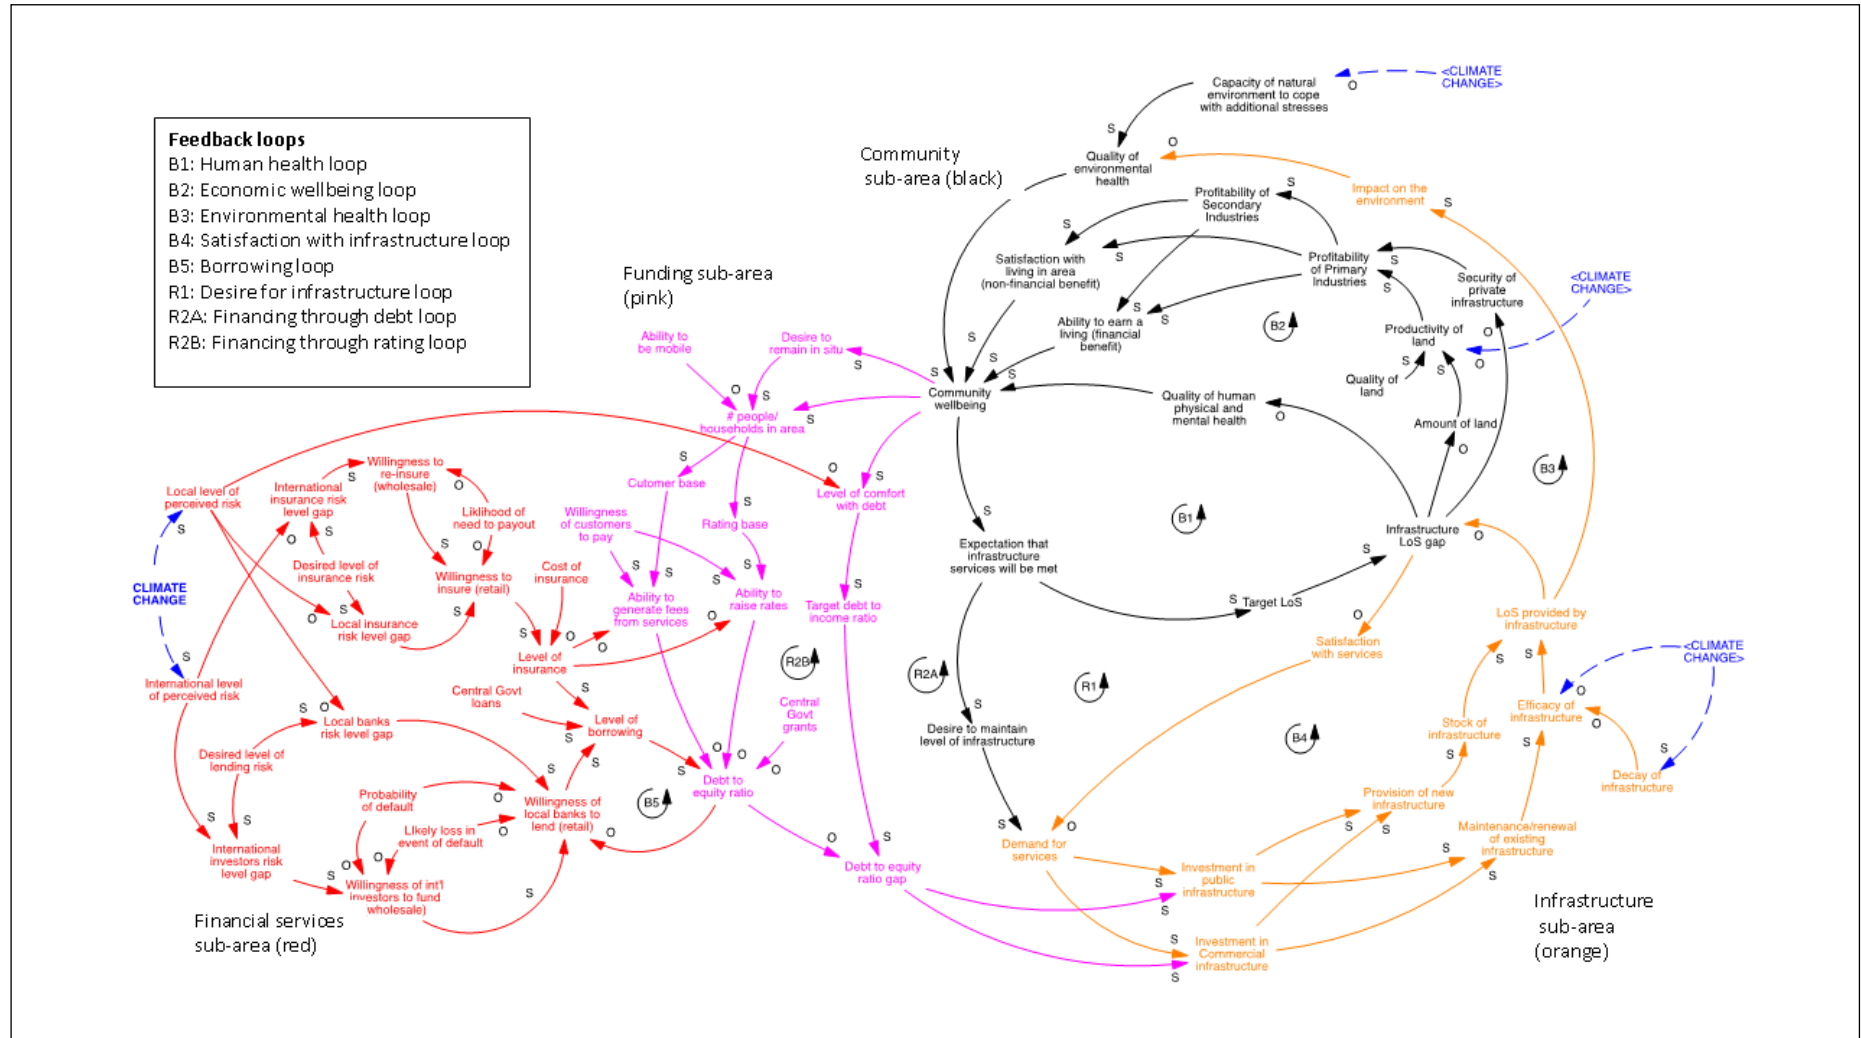 Feedback loops
B1: Human health loop
B2: Economic wellbeing loop
B3: Environmental health loop
B4: Satisfaction with infrastructure loop
B5: Borrowing loop
R1: Desire for infrastructure loop
R2A: Financing through debt loop
R2B: Financing through rating loop
Community
sub-area (black)
Funding sub-area
(pink)
Financial services
sub-area (red)
Infrastructure
sub-area
(orange)
Capacity of natural
environment to cope
with additional stresses
O
<CLIMATE
CHANGE>
S
Quality of
environmental
health
O
Impact on the
environment
S
Profitability of
Secondary
Industries
S
S
Satisfaction with
living in area
(non-financial benefit)
S
Profitability
of Primary
Industries
S
S
Security of
private
infrastructure
O
<CLIMATE
CHANGE>
Ability to earn a
living (financial
benefit)
S
S
B2
Productivity of
land
O
Quality of
land
S
S
Amount of land
O
Ability to
be mobile
Desire to
remain in situ
S
O
S
# people/
households in area
S
Community
wellbeing
S
S
S
S
Quality of human
physical and
mental health
O
B3
Local level of
perceived risk
International
insurance risk
level gap
S
Willingness to
re-insure
(wholesale)
O
Liklihood of
need to payout
S
O
S
O
S
Desired level of
insurance risk
S
O
Local insurance
risk level gap
S
Willingness to
insure (retail)
Cost of
insurance
CLIMATE
CHANGE
S
International level
of perceived risk
S
Cutomer base
S
Rating base
S
Willingness
of customers
to pay
S
S
S
S
Ability to
generate fees
from services
Ability to
raise rates
O
O
O
O
S
Level of comfort
with debt
S
Target debt to
income ratio
S
Expectation that
infrastructure
services will be met
B1
Infrastructure
LoS gap
S
O
S
Target LoS
O
Satisfaction
with services
LoS provided by
infrastructure
S
S
<CLIMATE
CHANGE>
O
Efficacy of
infrastructure
O
S
Decay of
infrastructure
S
Level of
insurance
S
Central Govt
loans
S
Level of
borrowing
S
S
S
O
Local banks
risk level gap
Desired level of
lending risk
S
S
International
investors risk
level gap
S
Probability
of default
O
LIkely loss in
event of default
O
O
O
Willingness of int'l
investors to fund
wholesale)
S
S
Willingness of
local banks to
lend (retail)
O
B5
S
O
O
O
Debt to
equity ratio
Central
Govt
grants
R2B
R2A
R1
B4
O
S
Debt to equity
ratio gap
S
Desire to maintain
level of infrastructure
S
O
Demand for
services
S
S
Investment in
public
infrastructure
S
S
Investment in
Commercial
infrastructure
S
S
Provision of new
infrastructure
S
Stock of
infrastructure
S
S
Maintenance/renewal
of existing
infrastructure
S